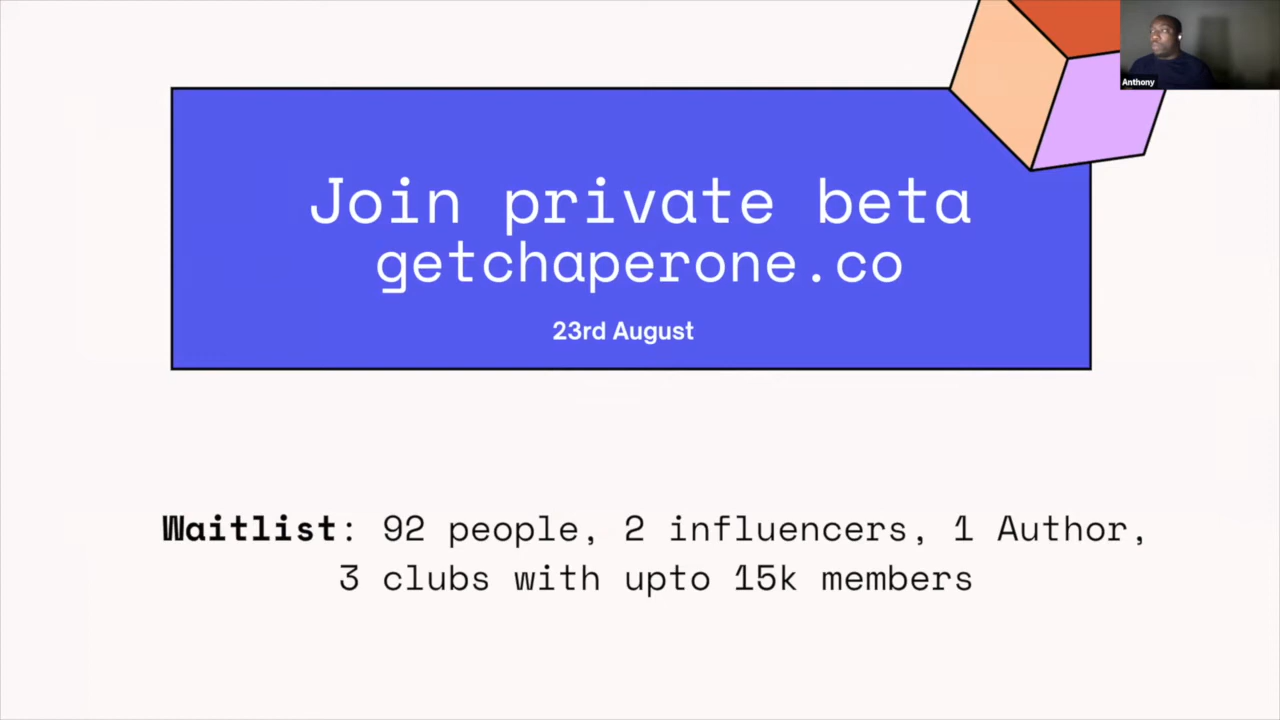 Anthony
Join private beta
getchaperone.co
23rd August
Waitlist: 92 people, 2 influencers, 1 Author,
3 clubs with upto 15k members